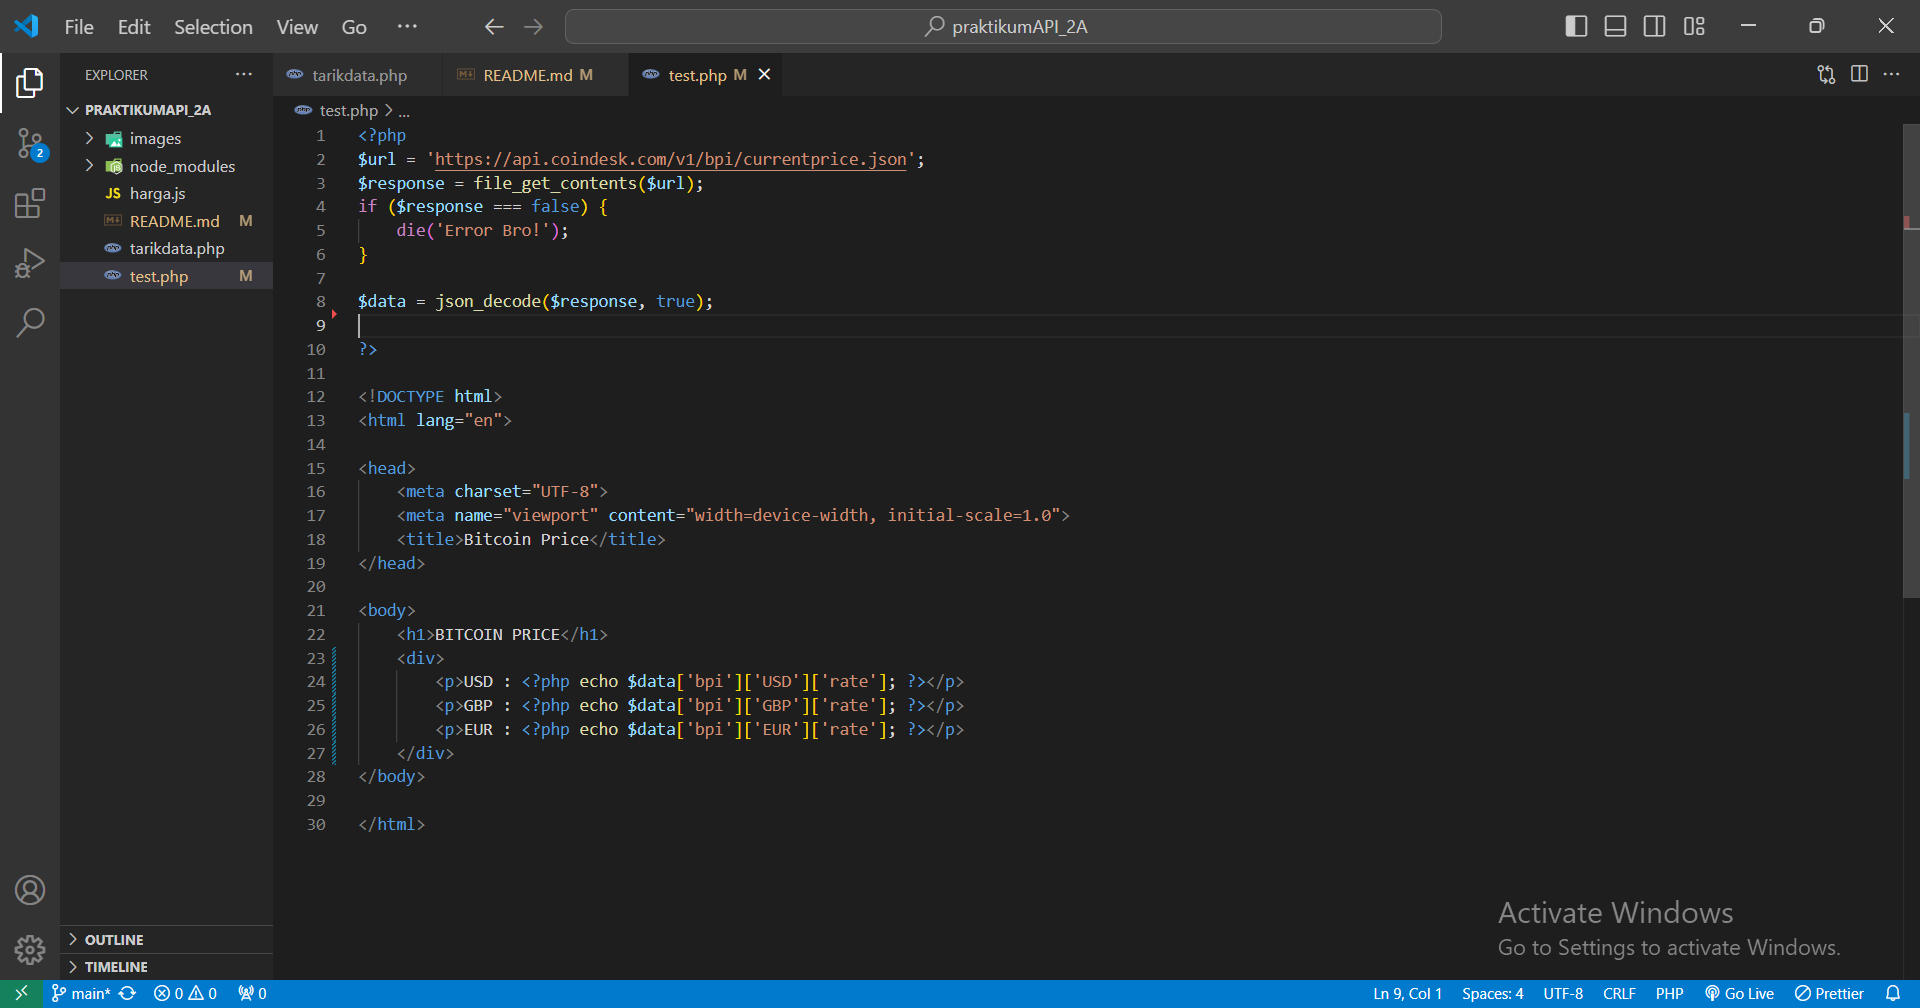 File Edit Selection View Go ··· praktikumAPI_2A
EXPLORER ···
PRAKTIKUMAPI_2A
images
node_modules
JS harga.js
README.md M
tarikdata.php
test.php M
OUTLINE
TIMELINE
tarikdata.php README.md M test.php M
test.php > ...
1 <?php
2 $url = 'https://api.coindesk.com/v1/bpi/currentprice.json';
3 $response = file_get_contents($url);
4 if ($response === false) {
5 die('Error Bro!');
6 }
7
8 $data = json_decode($response, true);
9
10 ?>
11
12 <!DOCTYPE html>
13 <html lang="en">
14
15 <head>
16 <meta charset="UTF-8">
17 <meta name="viewport" content="width=device-width, initial-scale=1.0">
18 <title>Bitcoin Price</title>
19 </head>
20
21 <body>
22 <h1>BITCOIN PRICE</h1>
23 <div>
24 <p>USD : <?php echo $data['bpi']['USD']['rate']; ?></p>
25 <p>GBP : <?php echo $data['bpi']['GBP']['rate']; ?></p>
26 <p>EUR : <?php echo $data['bpi']['EUR']['rate']; ?></p>
27 </div>
28 </body>
29
30 </html>
Activate Windows
Go to Settings to activate Windows.
2
main* 0 0 0 Ln 9, Col 1 Spaces: 4 UTF-8 CRLF PHP Go Live Prettier